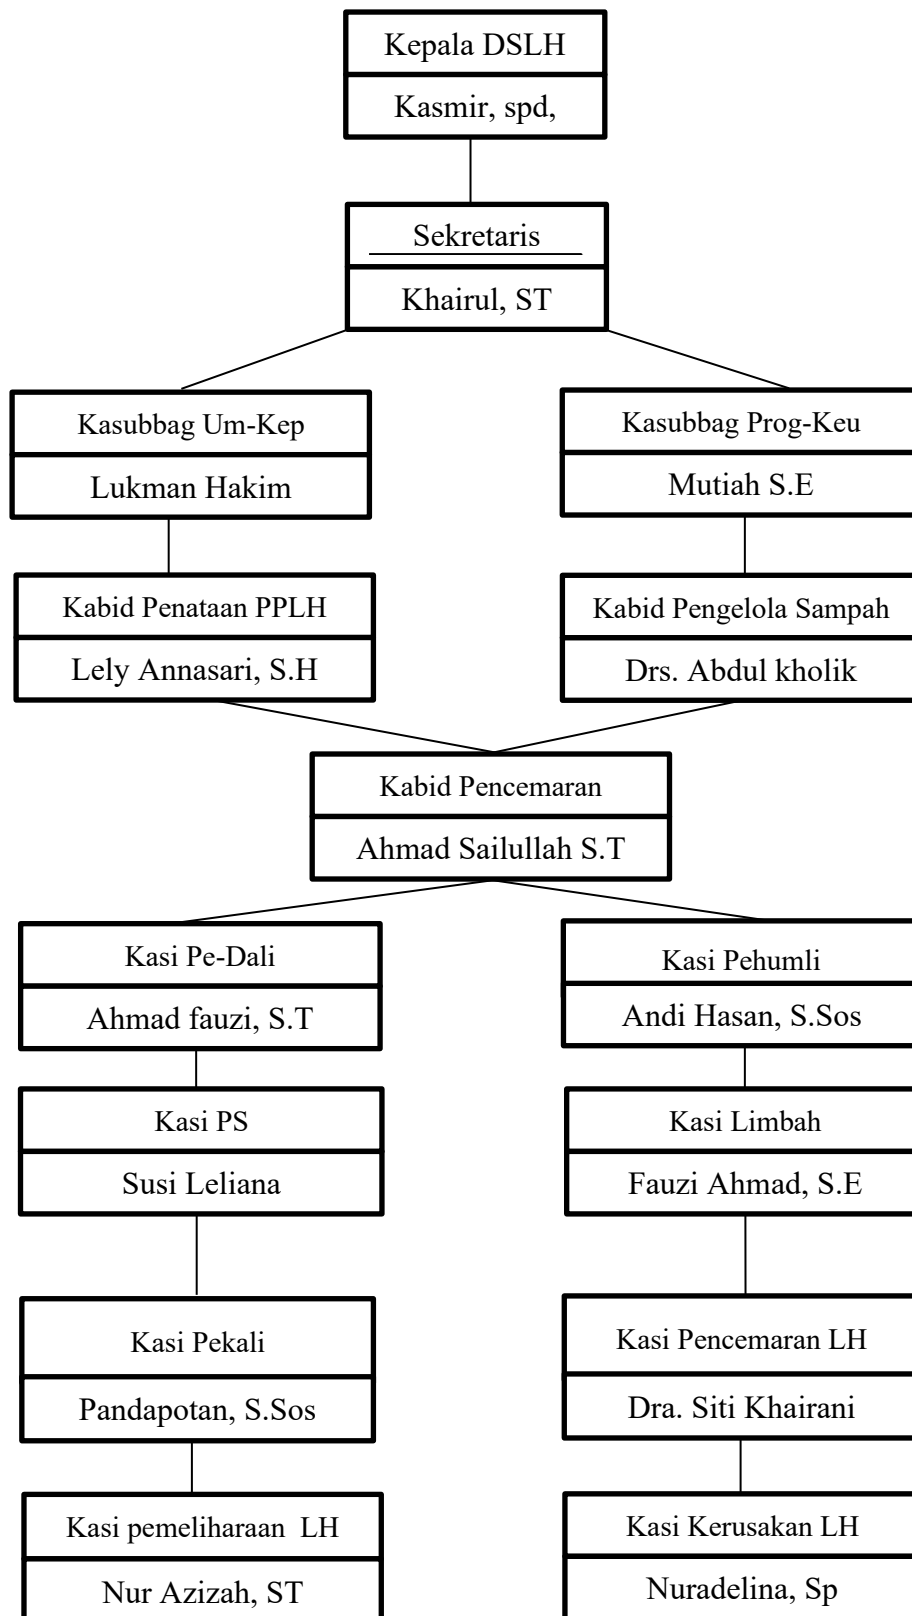 Kepala DSLH
Kasmir, spd,
Sekretaris
Khairul, ST
Kasubbag Um-Kep
Lukman Hakim
Kasubbag Prog-Keu
Mutiah S.E
Kabid Penataan PPLH
Lely Annasari, S.H
Kabid Pengelola Sampah
Drs. Abdul kholik
Kabid Pencemaran
Ahmad Sailullah S.T
Kasi Pe-Dali
Ahmad fauzi, S.T
Kasi Pehumli
Andi Hasan, S.Sos
Kasi PS
Susi Leliana
Kasi Limbah
Fauzi Ahmad, S.E
Kasi Pekali
Pandapotan, S.Sos
Kasi Pencemaran LH
Dra. Siti Khairani
Kasi pemeliharaan LH
Nur Azizah, ST
Kasi Kerusakan LH
Nuradelina, Sp